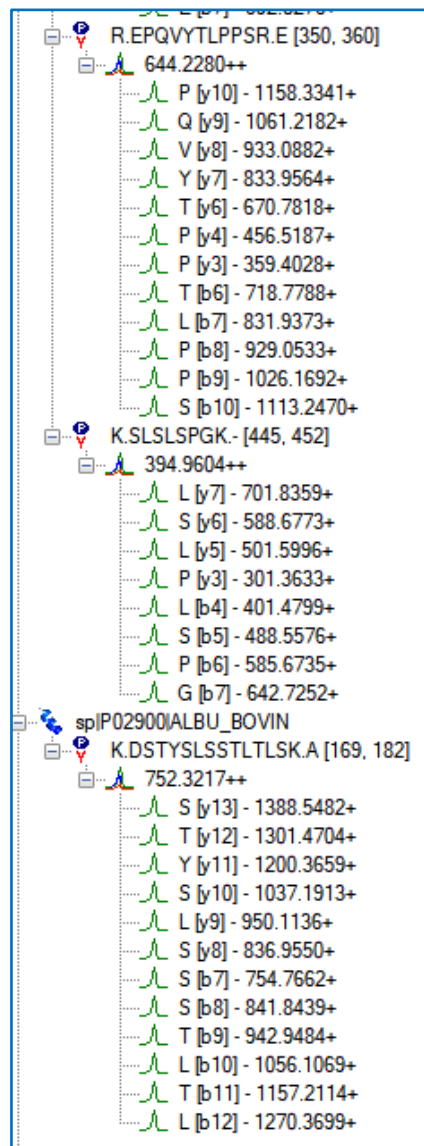 R.EPQVYTLPPSR.E [350, 360]
644.2280++
P [y10] - 1158.3341+
Q [y9] - 1061.2182+
V [y8] - 933.0882+
Y [y7] - 833.9564+
T [y6] - 670.7818+
P [y4] - 456.5187+
P [y3] - 359.4028+
T [b6] - 718.7788+
L [b7] - 831.9373+
P [b8] - 929.0533+
P [b9] - 1026.1692+
S [b10] - 1113.2470+
K.SLSLSPGK.- [445, 452]
394.9604++
L [y7] - 701.8359+
S [y6] - 588.6773+
L [y5] - 501.5996+
P [y3] - 301.3633+
L [b4] - 401.4799+
S [b5] - 488.5576+
P [b6] - 585.6735+
G [b7] - 642.7252+
sp|P02900|ALBU_BOVIN
K.DSTYSLSSTLTLSK.A [169, 182]
752.3217++
S [y13] - 1388.5482+
T [y12] - 1301.4704+
Y [y11] - 1200.3659+
S [y10] - 1037.1913+
L [y9] - 950.1136+
S [y8] - 836.9550+
S [b7] - 754.7662+
S [b8] - 841.8439+
T [b9] - 942.9484+
L [b10] - 1056.1069+
T [b11] - 1157.2114+
L [b12] - 1270.3699+